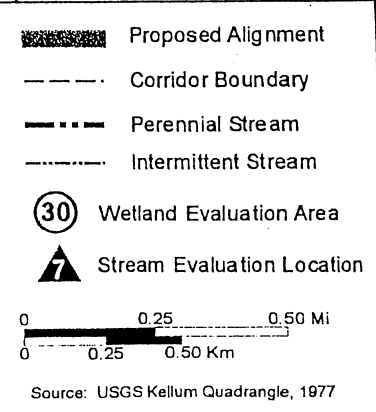 Proposed Alignment
Corridor Boundary
Perennial Stream
Intermittent Stream
30 Wetland Evaluation Area
7 Stream Evaluation Location
0 0.25 0.50 Mi
0 0.25 0.50 Km
Source: USGS Kellum Quadrangle, 1977